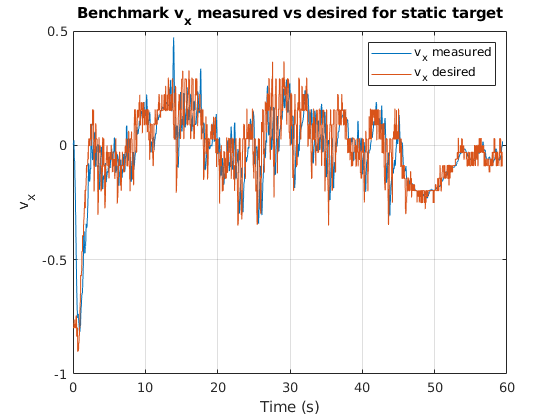 Benchmark v_x measured vs desired for static target
v_x measured
v_x desired
0.5
0
-0.5
-1
v_x
0 10 20 30 40 50 60
Time (s)